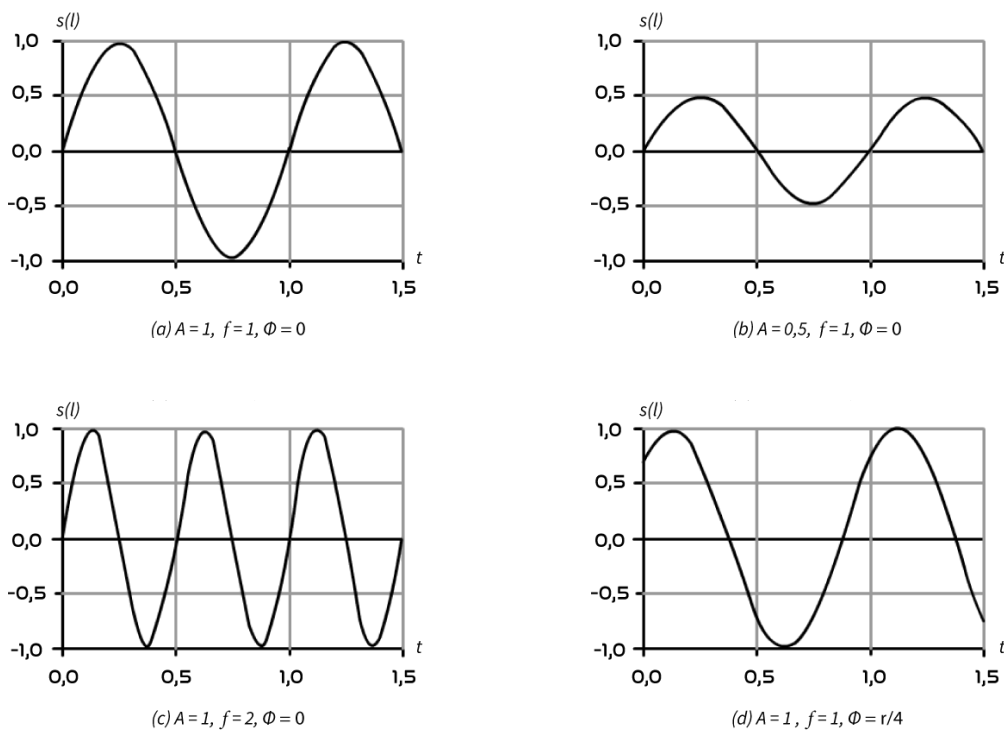 s(l)
1,0
0,5
0,0
-0,5
-1,0
t
0,0 0,5 1,0 1,5
(a) A = 1, f = 1, Φ = 0
s(l)
1,0
0,5
0,0
-0,5
-1,0
t
0,0 0,5 1,0 1,5
(b) A = 0,5, f = 1, Φ = 0
s(l)
1,0
0,5
0,0
-0,5
-1,0
t
0,0 0,5 1,0 1,5
(c) A = 1, f = 2, Φ = 0
s(l)
1,0
0,5
0,0
-0,5
-1,0
t
0,0 0,5 1,0 1,5
(d) A = 1 , f = 1, Φ = r/4